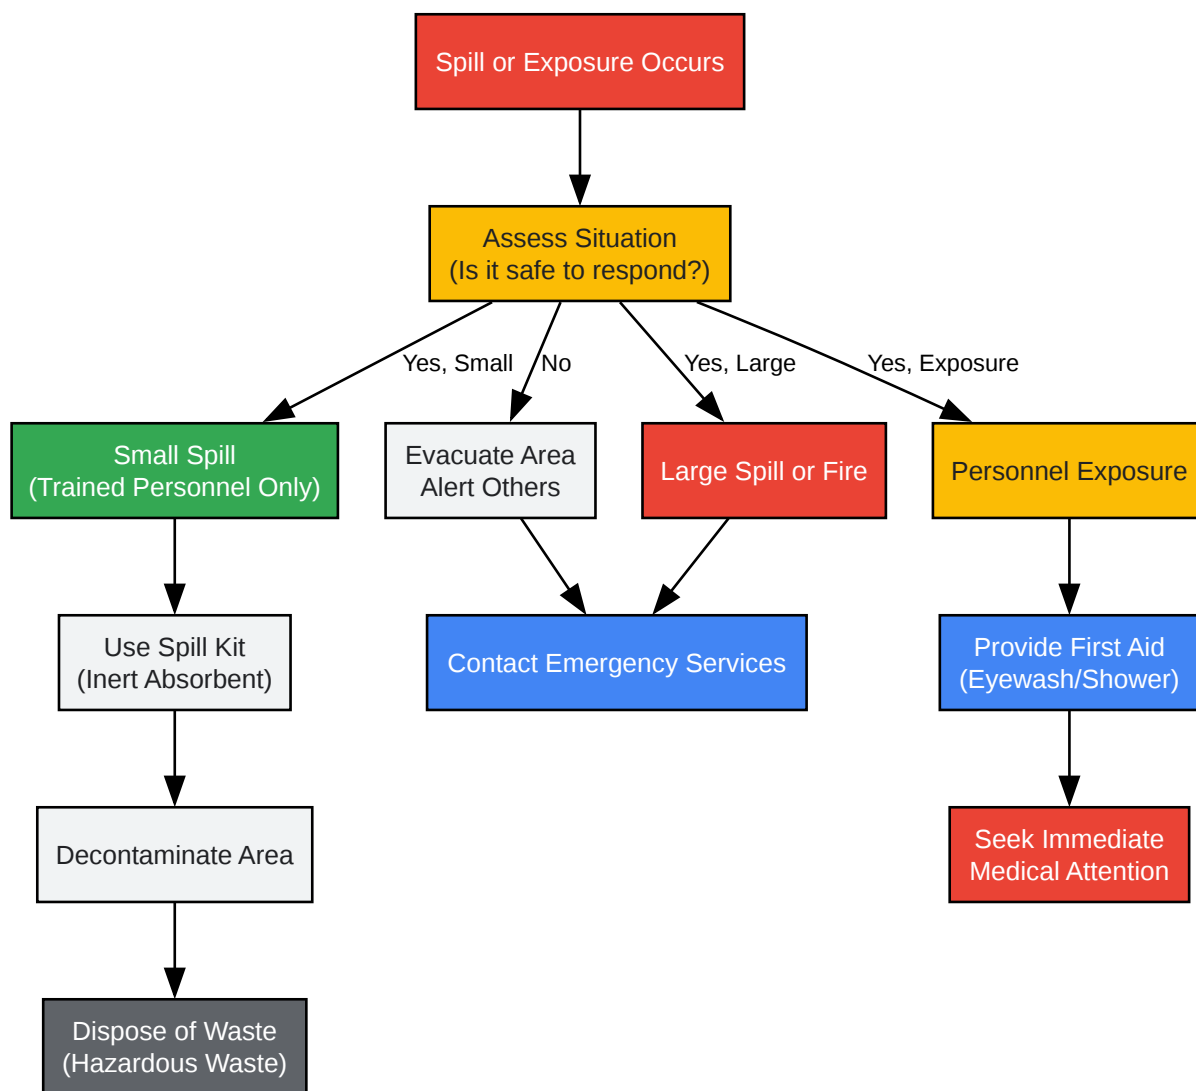 Spill or Exposure Occurs
Assess Situation
(Is it safe to respond?)
Yes, Small
No
Yes, Large
Yes, Exposure
Small Spill
(Trained Personnel Only)
Evacuate Area
Alert Others
Large Spill or Fire
Personnel Exposure
Use Spill Kit
(Inert Absorbent)
Contact Emergency Services
Provide First Aid
(Eyewash/Shower)
Decontaminate Area
Seek Immediate
Medical Attention
Dispose of Waste
(Hazardous Waste)